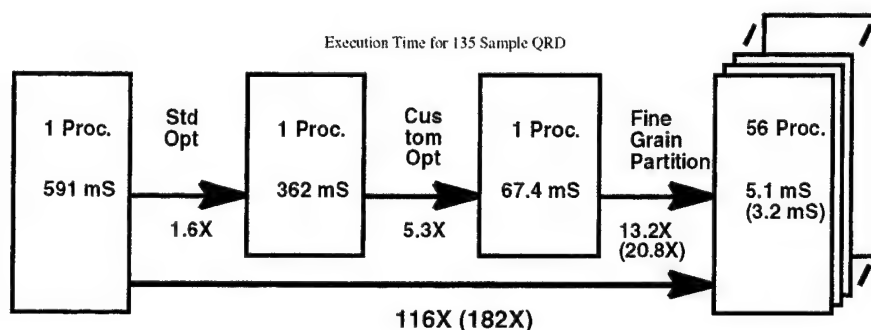 Execution Time for 135 Sample QRD
1 Proc.
591 mS
Std
Opt
1.6X
1 Proc.
362 mS
Cus
tom
Opt
5.3X
1 Proc.
67.4 mS
Fine
Grain
Partition
13.2X
(20.8X)
56 Proc.
5.1 mS
(3.2 mS)
116X (182X)